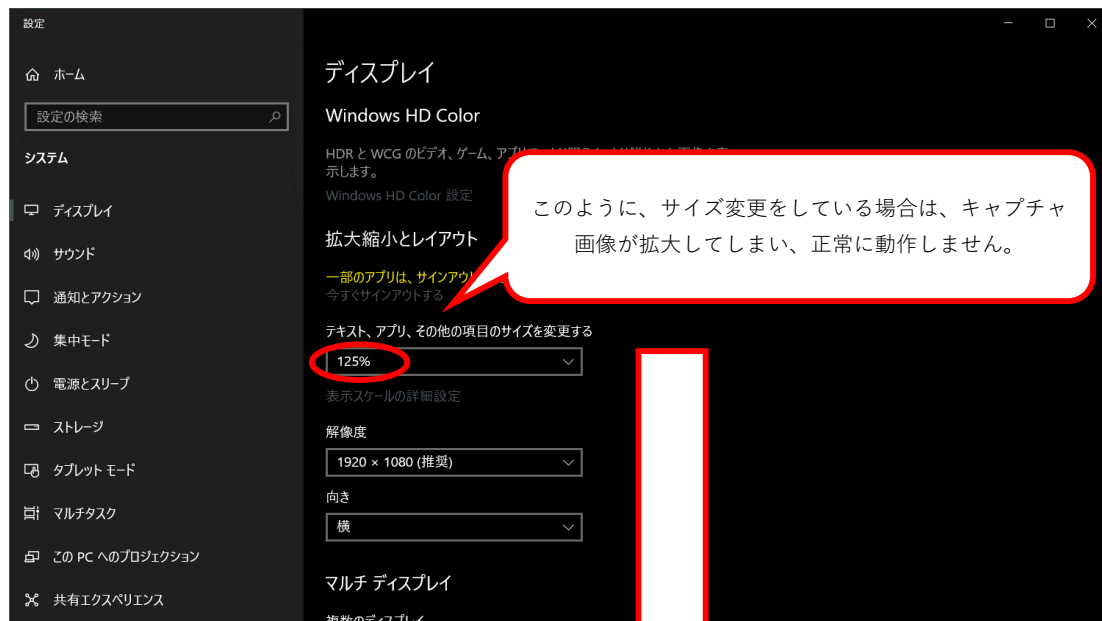 設定
ホーム
設定の検索
システム
ディスプレイ
サウンド
通知とアクション
集中モード
電源とスリープ
ストレージ
タブレット モード
マルチタスク
この PC へのプロジェクション
共有エクスペリエンス
ディスプレイ
Windows HD Color
HDR と WCG のビデオ、ゲーム、
示します。
Windows HD Color 設定
このように、サイズ変更をしている場合は、キャプチャ
画像が拡大してしまい、正常に動作しません。
拡大縮小とレイアウト
一部のアプリは、サインアウト
今すぐサインアウトする
テキスト、アプリ、その他の項目のサイズを変更する
125%
表示スケールの詳細設定
解像度
1920 × 1080 (推奨)
向き
横
マルチ ディスプレイ
複数のディスプレイ